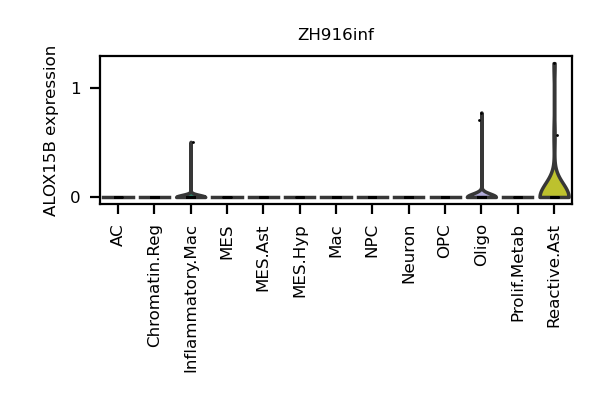 ZH916inf
ALOX15B expression
1
0
AC
Chromatin.Reg
Inflammatory.Mac
MES
MES.Ast
MES.Hyp
Mac
NPC
Neuron
OPC
Oligo
Prolif.Metab
Reactive.Ast